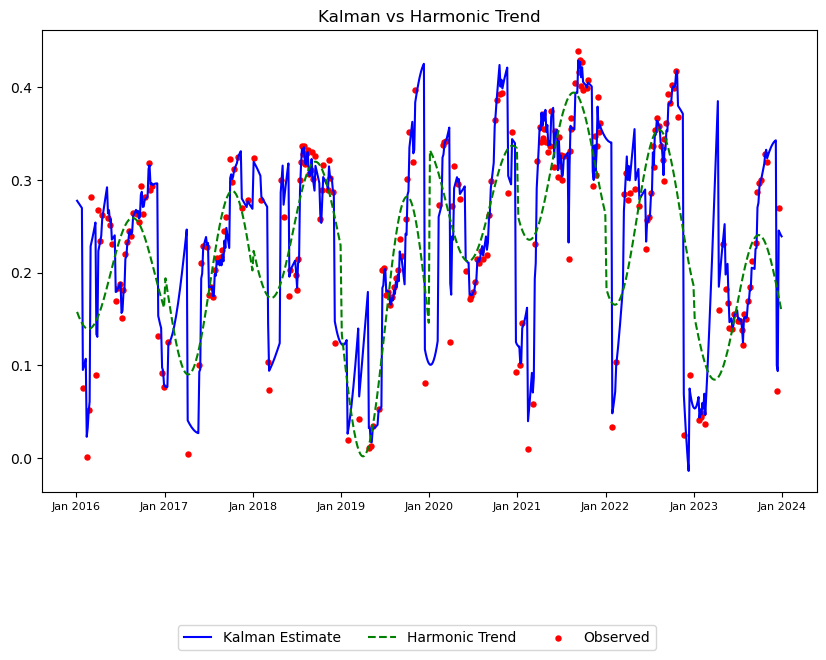 Kalman vs Harmonic Trend
0.4
0.3
0.2
0.1
0.0
Jan 2016 Jan 2017 Jan 2018 Jan 2019 Jan 2020 Jan 2021 Jan 2022 Jan 2023 Jan 2024
Kalman Estimate Harmonic Trend Observed